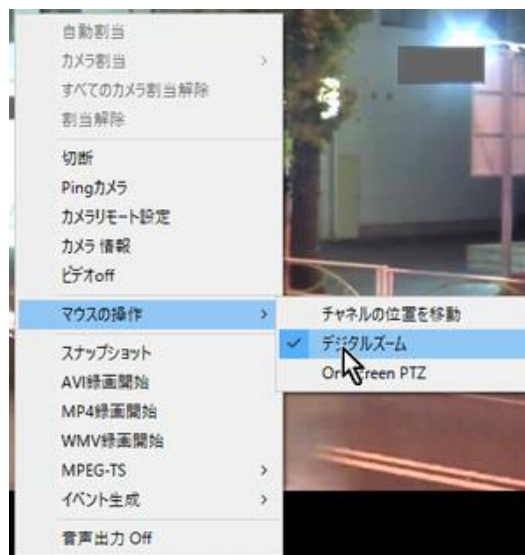 自動割当
カメラ割当
すべてのカメラ割当解除
割当解除
切断
Pingカメラ
カメラリモート設定
カメラ 情報
ビデオoff
マウスの操作
チャネルの位置を移動
デジタルズーム
On Screen PTZ
スナップショット
AVI録画開始
MP4録画開始
WMV録画開始
MPEG-TS
イベント生成
音声出力 Off